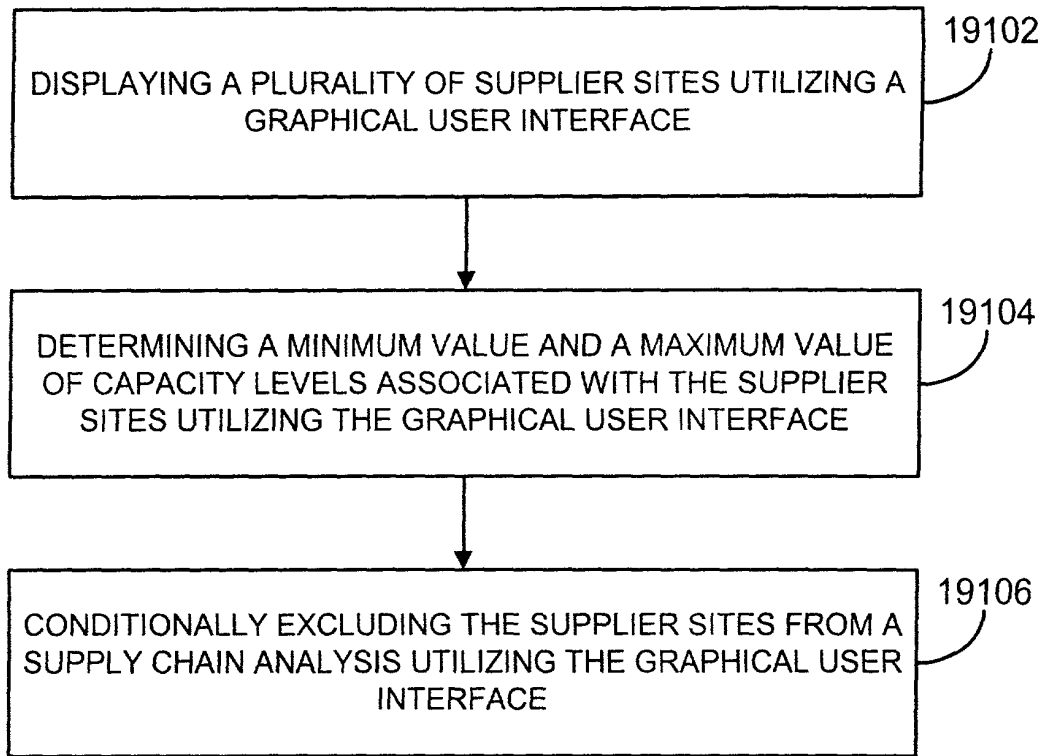 19102
DISPLAYING A PLURALITY OF SUPPLIER SITES UTILIZING A
GRAPHICAL USER INTERFACE
19104
DETERMINING A MINIMUM VALUE AND A MAXIMUM VALUE
OF CAPACITY LEVELS ASSOCIATED WITH THE SUPPLIER
SITES UTILIZING THE GRAPHICAL USER INTERFACE
19106
CONDITIONALLY EXCLUDING THE SUPPLIER SITES FROM A
SUPPLY CHAIN ANALYSIS UTILIZING THE GRAPHICAL USER
INTERFACE